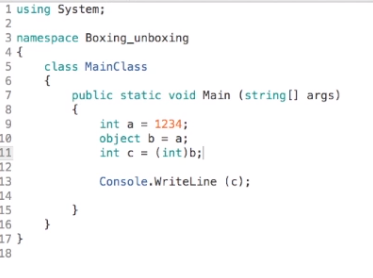 1 using System;
2
3 namespace Boxing_unboxing
4 {
5     class MainClass
6     {
7         public static void Main (string[] args)
8         {
9             int a = 1234;
10             object b = a;
11             int c = (int)b;
12
13             Console.WriteLine (c);
14
15         }
16     }
17 }
18